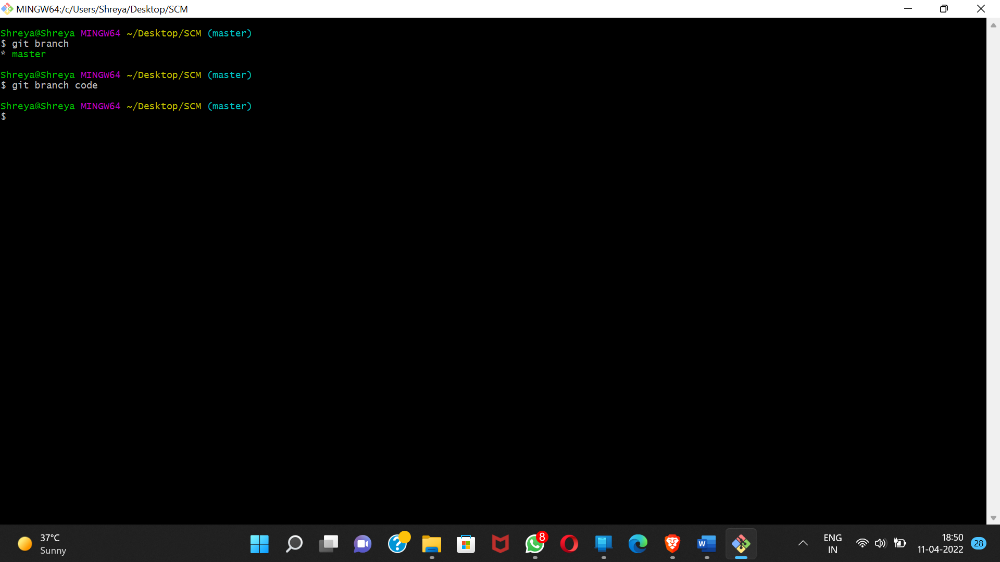 MINGW64:/c/Users/Shreya/Desktop/SCM
Shreya@Shreya MINGW64 ~/Desktop/SCM (master)
$ git branch
* master
Shreya@Shreya MINGW64 ~/Desktop/SCM (master)
$ git branch code
Shreya@Shreya MINGW64 ~/Desktop/SCM (master)
$
37°C
Sunny
8
W
ENG
IN
18:50
11-04-2022
28